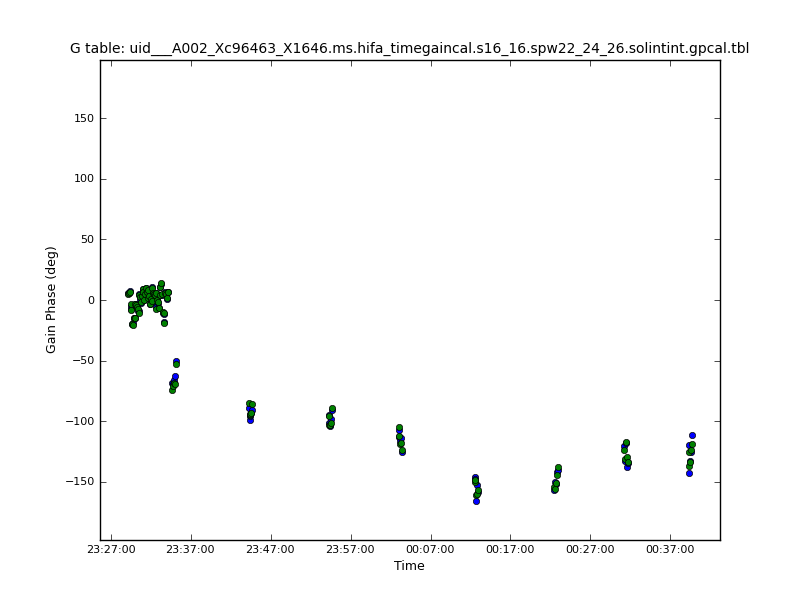 G table: uid___A002_Xc96463_X1646.ms.hifa_timegaincal.s16_16.spw22_24_26.solintint.gpcal.tbl
150
100
50
0
−50
−100
−150
Gain Phase (deg)
23:27:00 23:37:00 23:47:00 23:57:00 00:07:00 00:17:00 00:27:00 00:37:00
Time